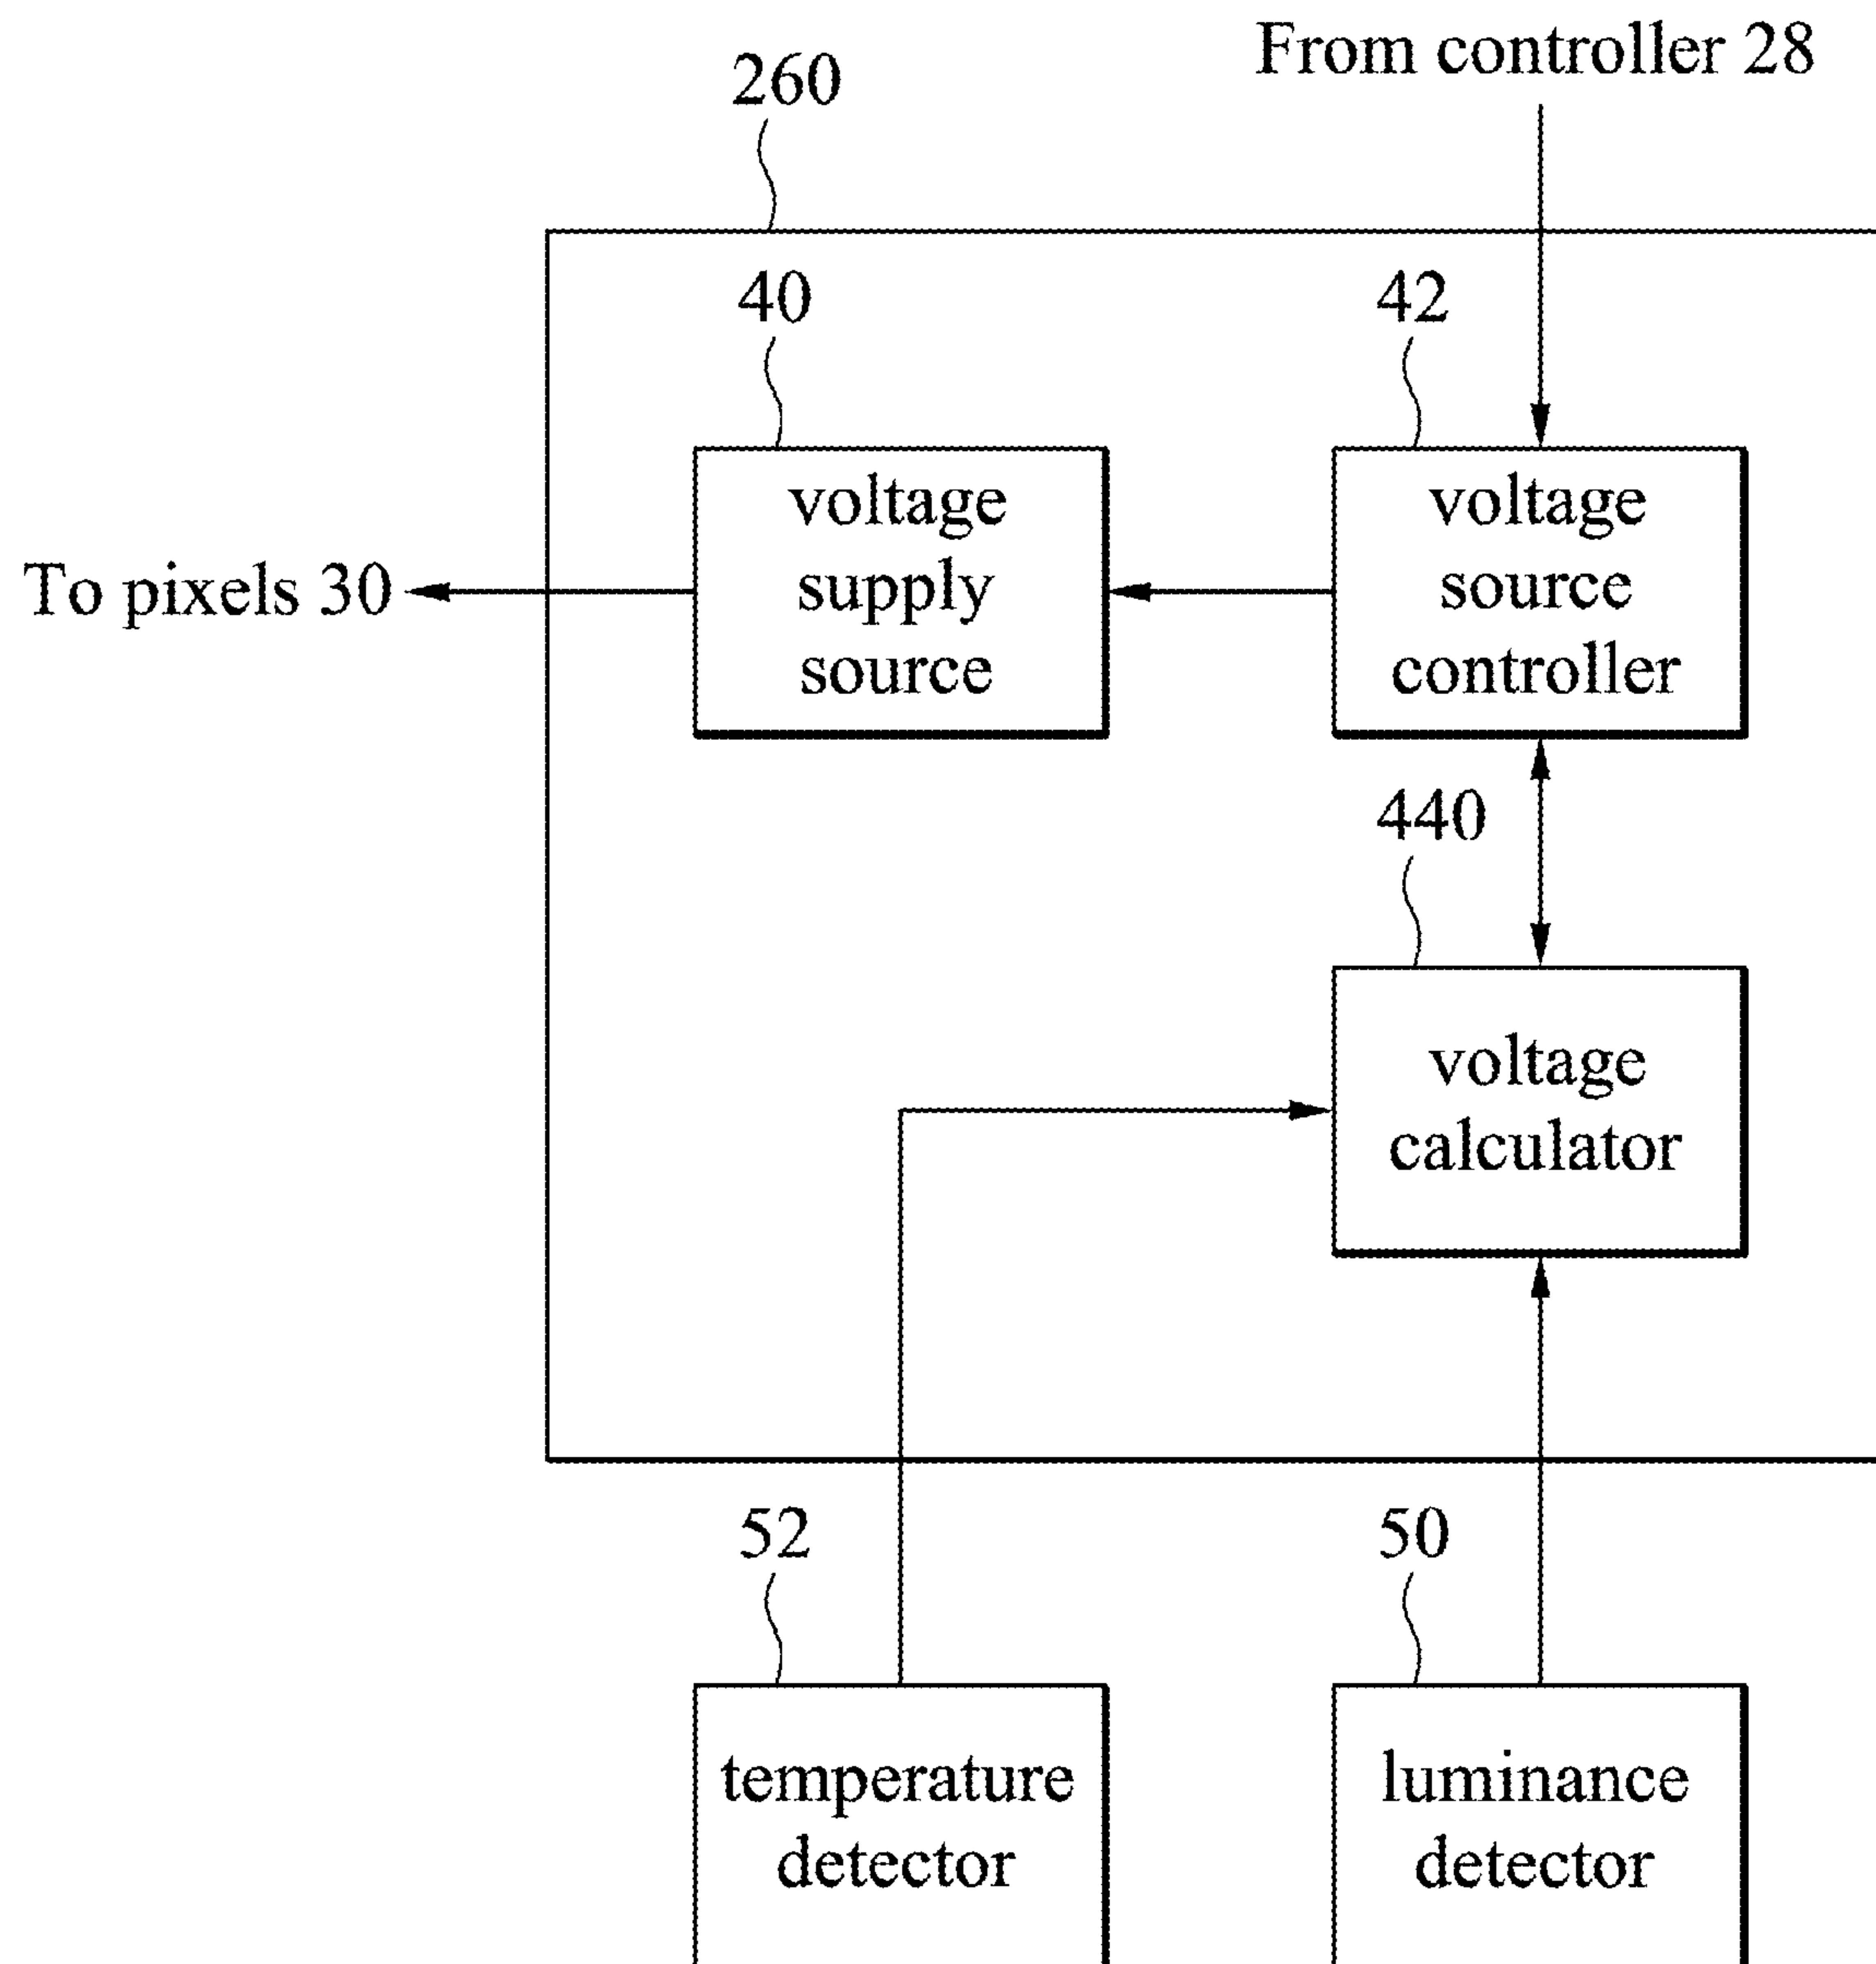 From controller 28
260
40
42
voltage
supply
source
voltage
source
controller
To pixels 30
440
voltage
calculator
52
50
temperature
detector
luminance
detector